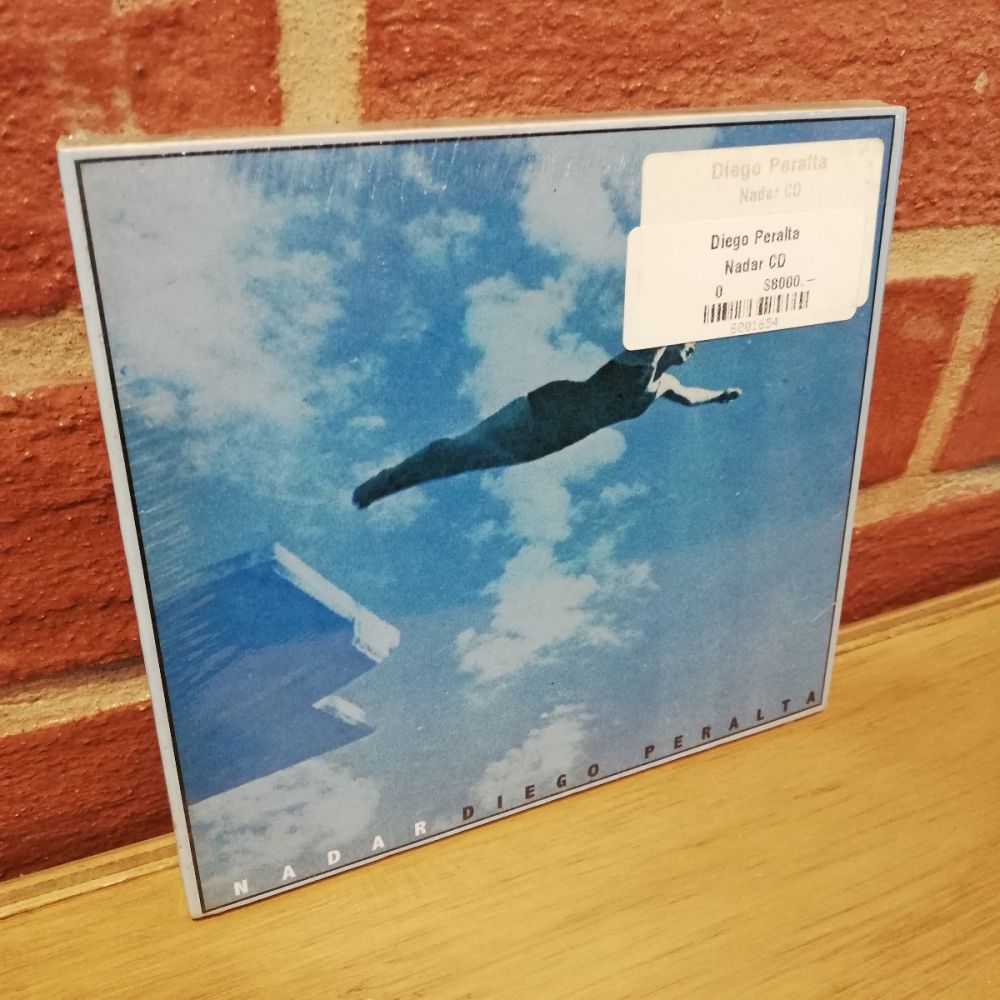 Diego Peralta
Nadar CD
Diego Peralta
Nadar CD
0 $8000.–
6001654
NADAR DIEGO PERALTA